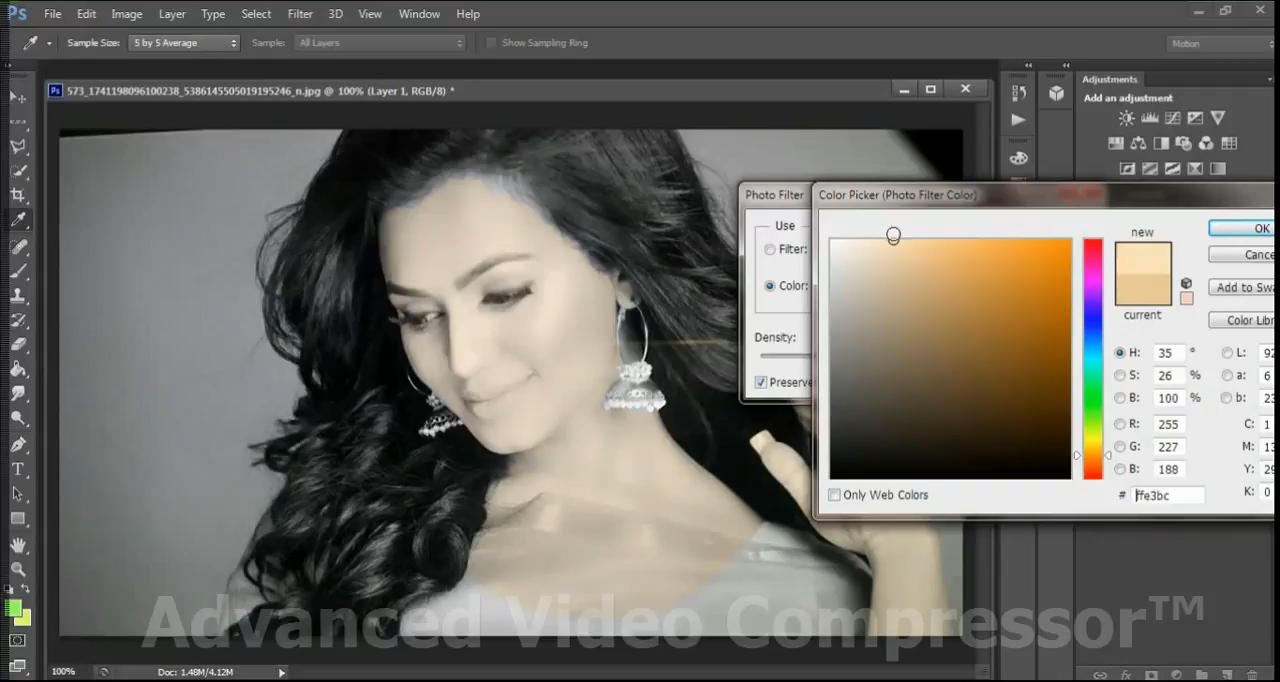 Ps File Edit Image Layer Type Select Filter 3D View Window Help
Sample Size: 5 by 5 Average Sample: All Layers Show Sampling Ring Motion
Ps 573_1741198096100238_5386145505019195246_n.jpg @ 100% (Layer 1, RGB/8) *
Adjustments
Add an adjustment
Photo Filter
Use
Filter:
Color:
Density:
Preserve
Color Picker (Photo Filter Color)
new
current
OK
Cance
Add to Swa
Color Libr
H: 35 °
S: 26 %
B: 100 %
R: 255
G: 227
B: 188
# ffe3bc
L: 92
a: 6
b: 23
C: 1
M: 13
Y: 29
K: 0
Only Web Colors
T
Advanced Video Compressor™
100% Doc: 1.48M/4.12M
fx